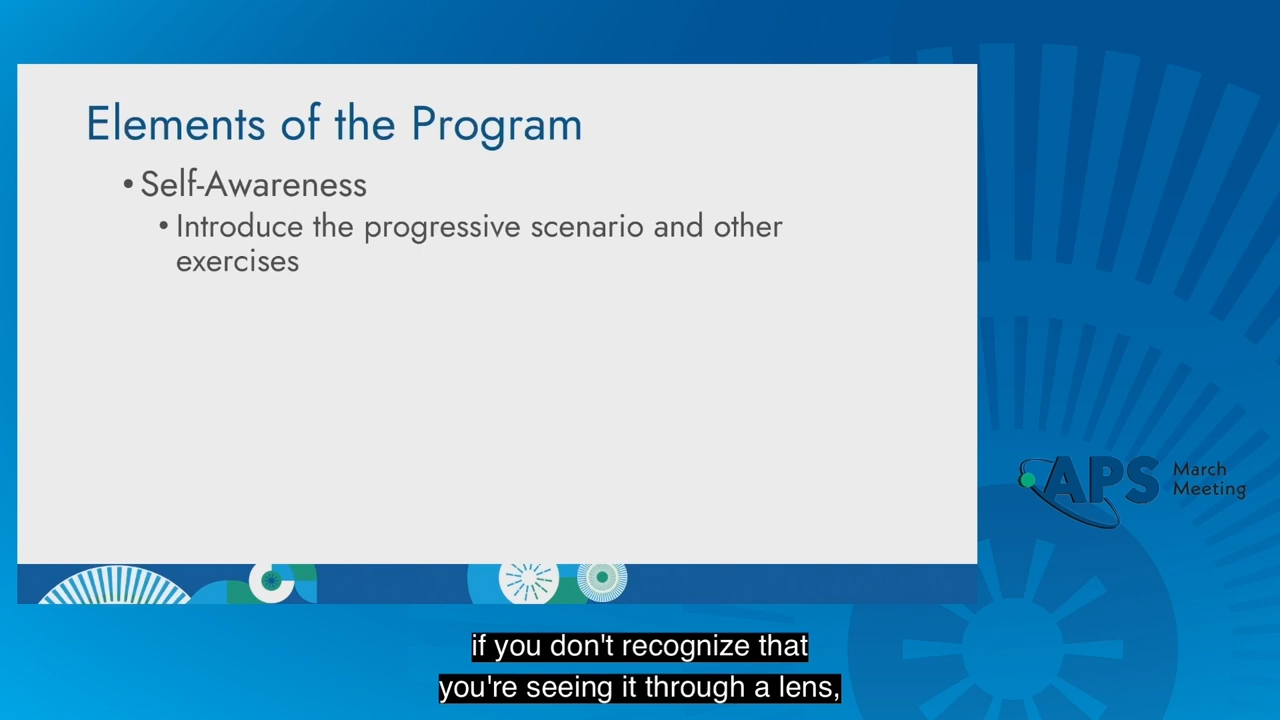 Elements of the Program
• Self-Awareness
• Introduce the progressive scenario and other
exercises
APS March
Meeting
if you don't recognize that
you're seeing it through a lens,